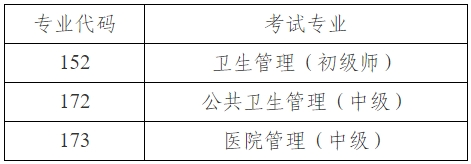 专业代码 考试专业
152 卫生管理（初级师）
172 公共卫生管理（中级）
173 医院管理（中级）